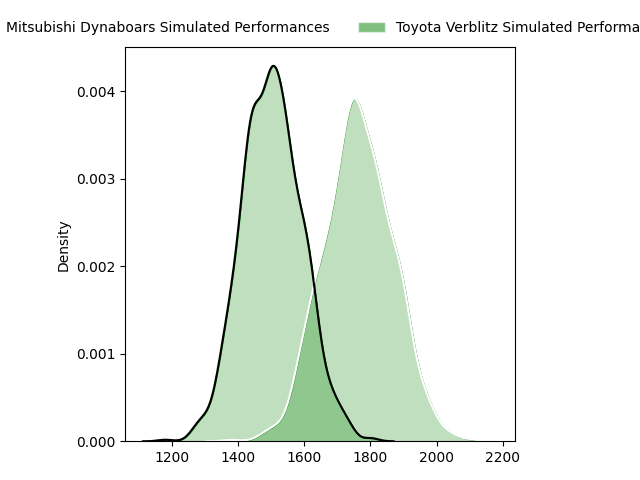 Mitsubishi Dynaboars Simulated Performances
Toyota Verblitz Simulated Performa
0.004
0.003
0.002
0.001
0.000
Density
1200 1400 1600 1800 2000 2200